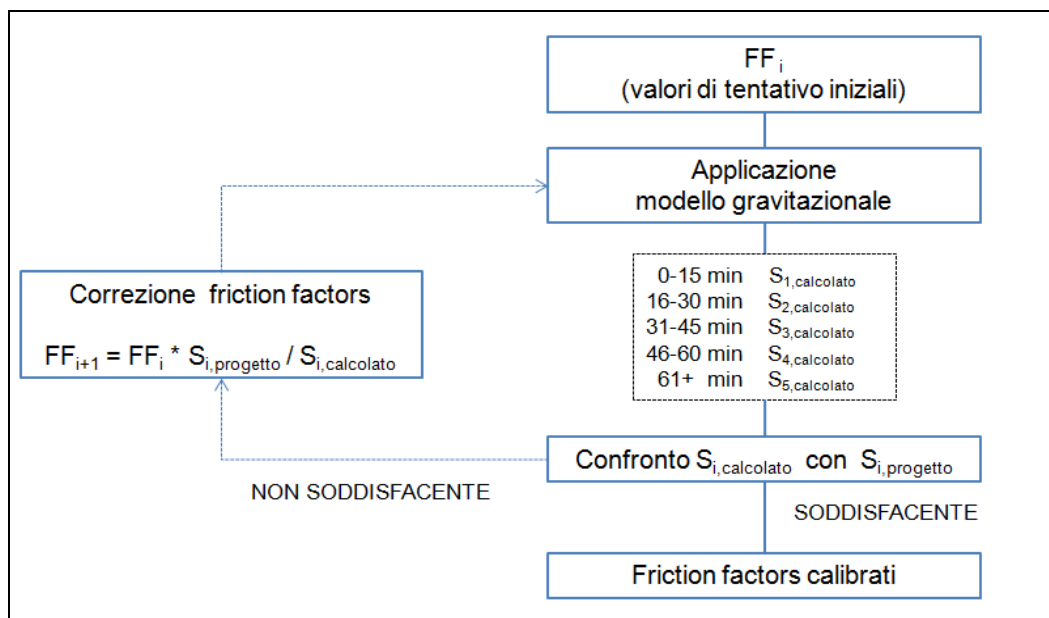 FF i
(valori di tentativo iniziali)
Applicazione
modello gravitazionale
0-15 min S1,calcolato
16-30 min S2,calcolato
31-45 min S3,calcolato
46-60 min S4,calcolato
61+ min S5,calcolato
Correzione friction factors
FFi+1 = FFi * Si,progetto / Si,calcolato
Confronto Si,calcolato con Si,progetto
NON SODDISFACENTE
SODDISFACENTE
Friction factors calibrati